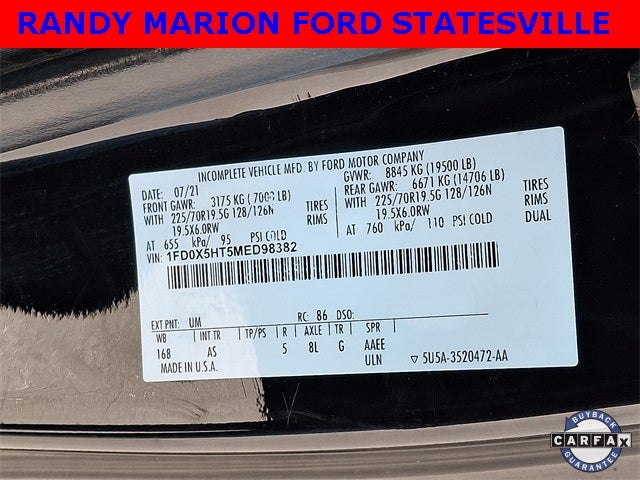 RANDY MARION FORD STATESVILLE
INCOMPLETE VEHICLE MFD. BY FORD MOTOR COMPANY
DATE: 07/21 GVWR: 8845 KG (19500 LB)
FRONT GAWR: 3175 KG (7000 LB) REAR GAWR: 6671 KG (14706 LB)
WITH 225/70R19.5G 128/126N TIRES WITH 225/70R19.5G 128/126N TIRES
19.5X6.0RW RIMS 19.5X6.0RW RIMS
AT 655 kPa/ 95 PSI COLD AT 760 kPa/ 110 PSI COLD DUAL
VIN: 1FD0X5HT5MED98382
EXT PNT: UM RC: 86 DSO:
WB INT TR TP/PS R AXLE TR SPR
168 AS 5 8L G AAEE
MADE IN U.S.A. ULN ▽ 5U5A-3520472-AA
BUYBACK
CARFAX
GUARANTEE